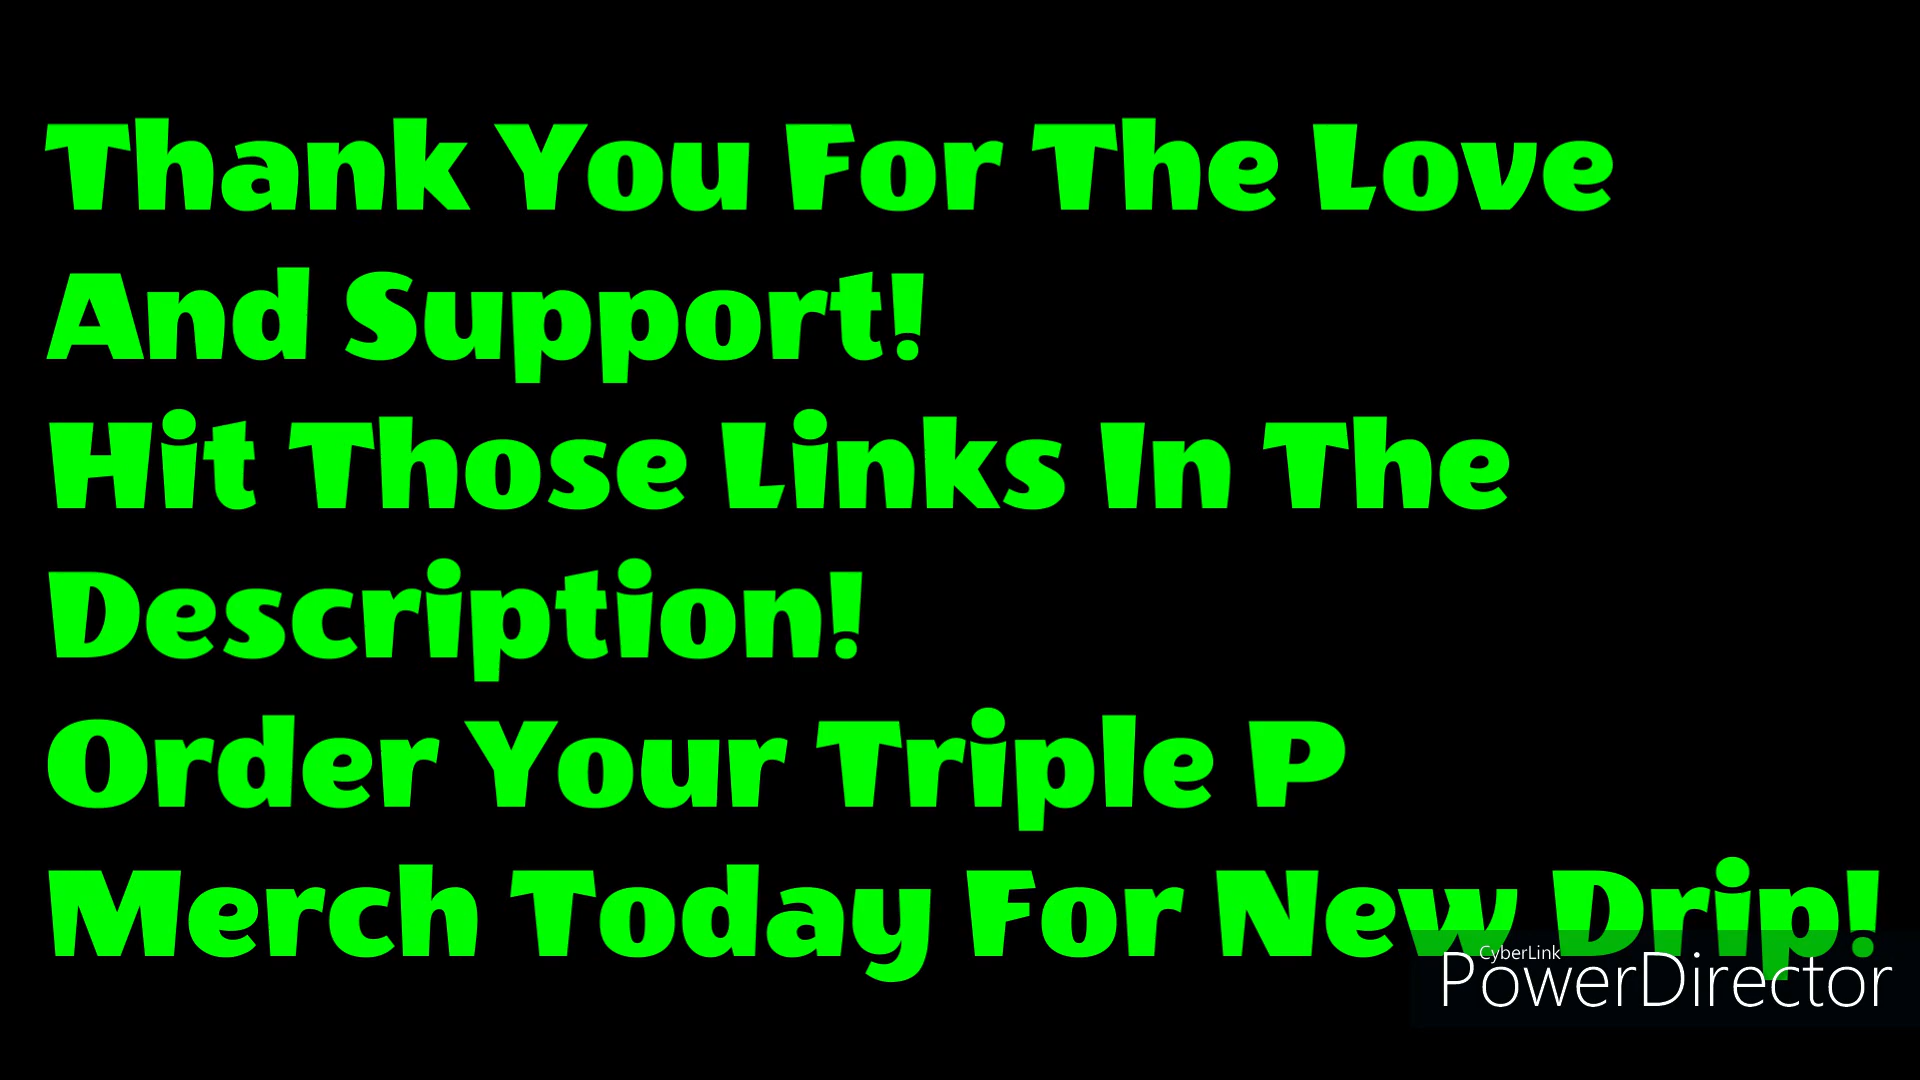 Thank You For The Love
And Support!
Hit Those Links In The
Description!
Order Your Triple P
Merch Today For New Drip!
CyberLink
PowerDirector